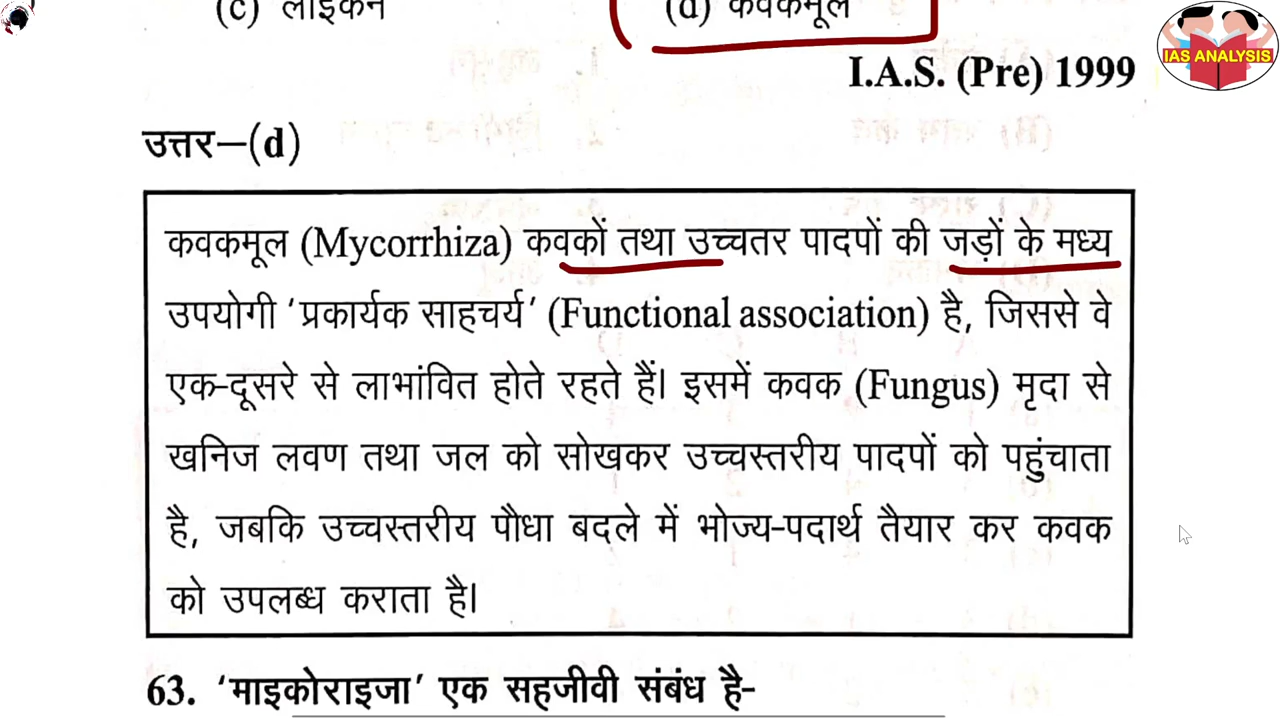 (c) लाइकेन (d) कवकमूल
I.A.S. (Pre) 1999
IAS ANALYSIS
उत्तर–(d)
कवकमूल (Mycorrhiza) कवकों तथा उच्चतर पादपों की जड़ों के मध्य
उपयोगी ‘प्रकार्यक साहचर्य’ (Functional association) है, जिससे वे
एक-दूसरे से लाभांवित होते रहते हैं। इसमें कवक (Fungus) मृदा से
खनिज लवण तथा जल को सोखकर उच्चस्तरीय पादपों को पहुंचाता
है, जबकि उच्चस्तरीय पौधा बदले में भोज्य-पदार्थ तैयार कर कवक
को उपलब्ध कराता है।
63. ‘माइकोराइजा’ एक सहजीवी संबंध है-